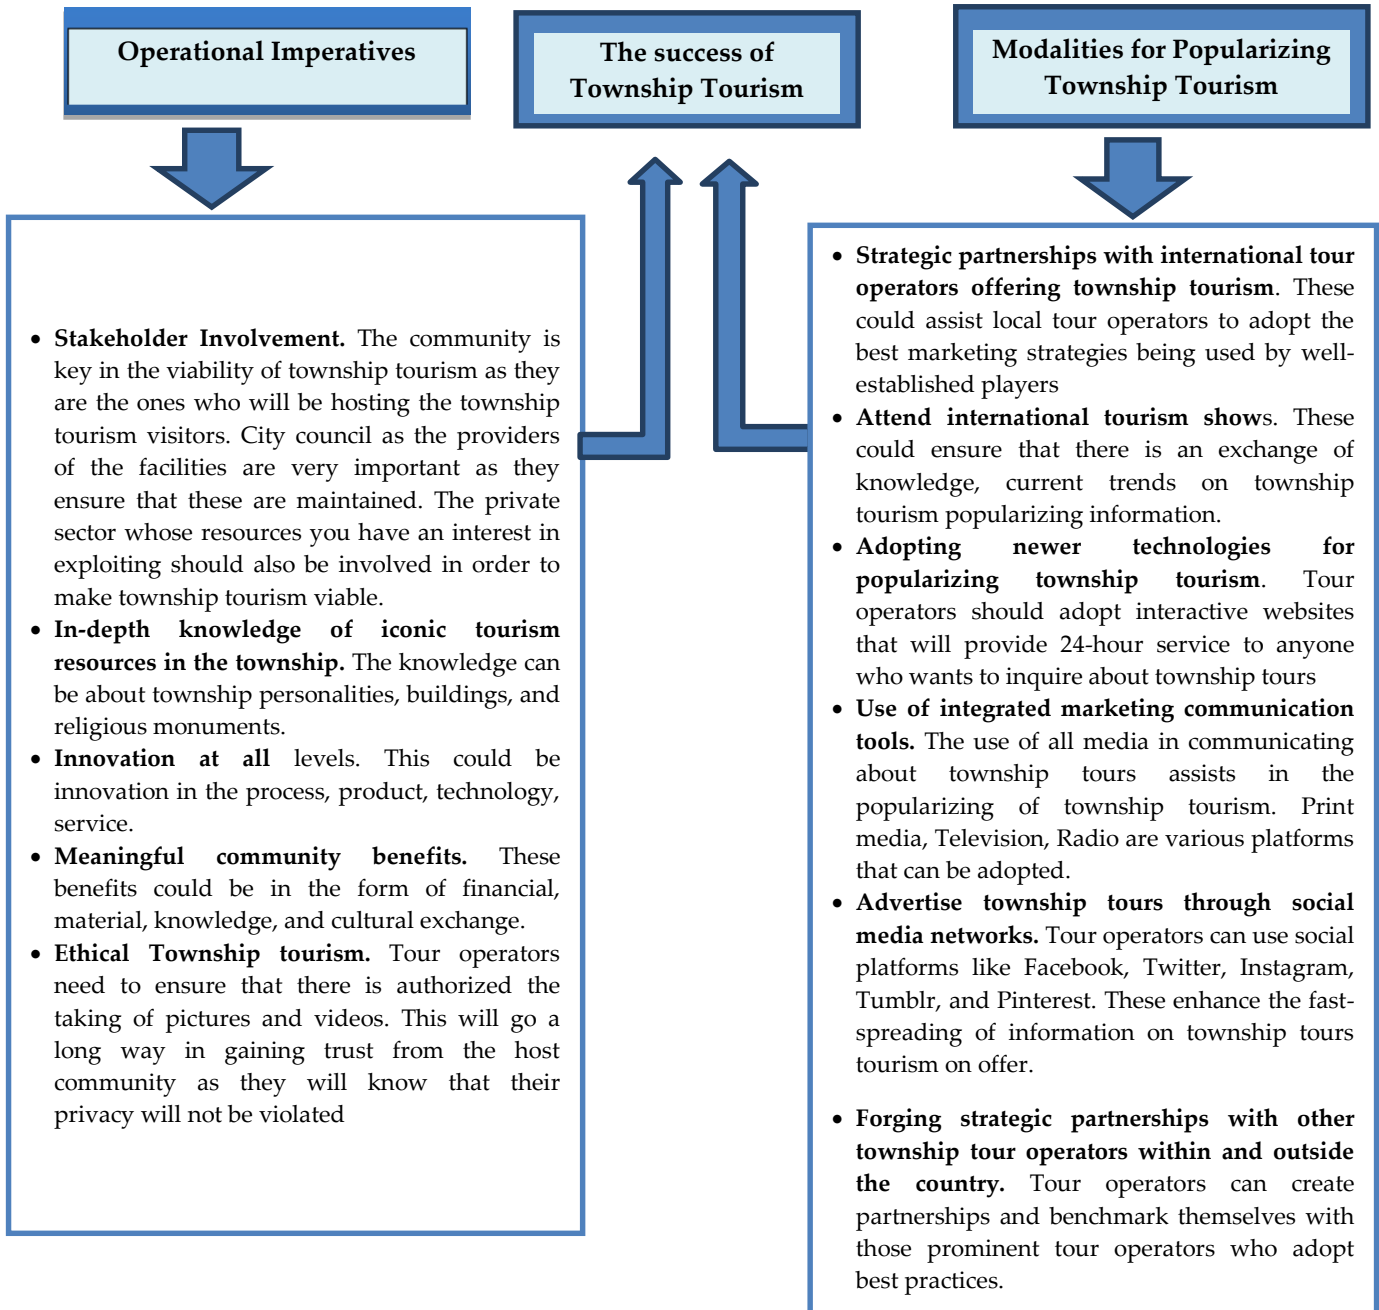 Operational Imperatives
The success of
Township Tourism
Modalities for Popularizing
Township Tourism
• Stakeholder Involvement. The community is
key in the viability of township tourism as they
are the ones who will be hosting the township
tourism visitors. City council as the providers
of the facilities are very important as they
ensure that these are maintained. The private
sector whose resources you have an interest in
exploiting should also be involved in order to
make township tourism viable.
• In-depth knowledge of iconic tourism
resources in the township. The knowledge can
be about township personalities, buildings, and
religious monuments.
• Innovation at all levels. This could be
innovation in the process, product, technology,
service.
• Meaningful community benefits. These
benefits could be in the form of financial,
material, knowledge, and cultural exchange.
• Ethical Township tourism. Tour operators
need to ensure that there is authorized the
taking of pictures and videos. This will go a
long way in gaining trust from the host
community as they will know that their
privacy will not be violated
• Strategic partnerships with international tour
operators offering township tourism. These
could assist local tour operators to adopt the
best marketing strategies being used by well-
established players
• Attend international tourism shows. These
could ensure that there is an exchange of
knowledge, current trends on township
tourism popularizing information.
• Adopting newer technologies for
popularizing township tourism. Tour
operators should adopt interactive websites
that will provide 24-hour service to anyone
who wants to inquire about township tours
• Use of integrated marketing communication
tools. The use of all media in communicating
about township tours assists in the
popularizing of township tourism. Print
media, Television, Radio are various platforms
that can be adopted.
• Advertise township tours through social
media networks. Tour operators can use social
platforms like Facebook, Twitter, Instagram,
Tumblr, and Pinterest. These enhance the fast-
spreading of information on township tours
tourism on offer.
• Forging strategic partnerships with other
township tour operators within and outside
the country. Tour operators can create
partnerships and benchmark themselves with
those prominent tour operators who adopt
best practices.